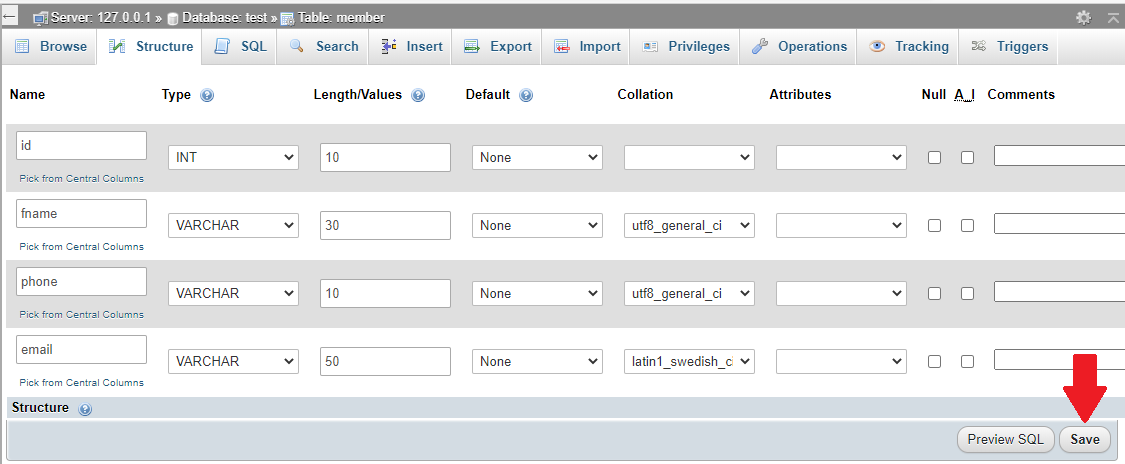 Server: 127.0.0.1 » Database: test » Table: member
Browse Structure SQL Search Insert Export Import Privileges Operations Tracking Triggers
Name Type Length/Values Default Collation Attributes Null A_I Comments
id INT 10 None
Pick from Central Columns
fname VARCHAR 30 None utf8_general_ci
Pick from Central Columns
phone VARCHAR 10 None utf8_general_ci
Pick from Central Columns
email VARCHAR 50 None latin1_swedish_ci
Pick from Central Columns
Structure
Preview SQL Save